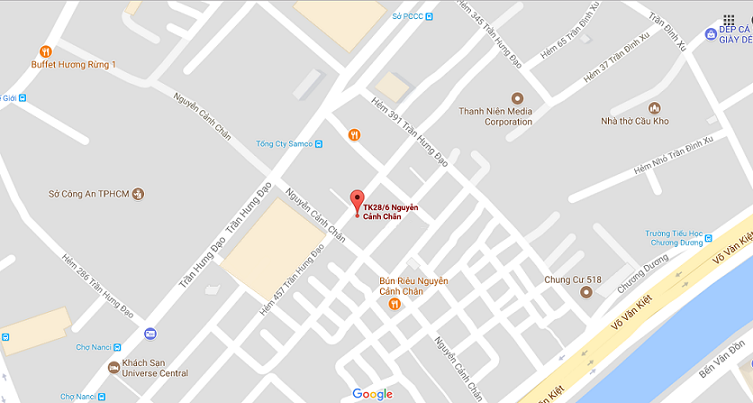 Sở PCCC
Hẻm 345 Trần Hưng Đạo
Hẻm 65 Trần Đình Xu
Trần Đình Xu
DÉP CÁ
GIÀY DÉ
Buffet Hương Rừng 1
Hẻm 37 Trần Đình Xu
Giới
Nguyễn Cảnh Chân
Hẻm 391 Trần Hưng Đạo
Thanh Niên Media
Corporation
Nhà thờ Cầu Kho
Tổng Cty Samco
Hẻm Nhỏ Trần Đình Xu
Sở Công An TPHCM
Trần Hưng Đạo
Nguyễn Cảnh Chân
TK28/6 Nguyễn
Cảnh Chân
Trường Tiểu Học
Chương Dương
Võ Văn Kiệt
Trần Hưng Đạo
Hẻm 286 Trần Hưng Đạo
Hẻm 457 Trần Hưng Đạo
Bún Riêu Nguyễn
Cảnh Chân
Chung Cư 518
Chương Dương
Võ Văn Kiệt
Chợ Nanci
Khách Sạn
Universe Central
Nguyễn Cảnh Chân
Bến Vân Đồn
Chợ Nanci
Google
Văn Kiệt